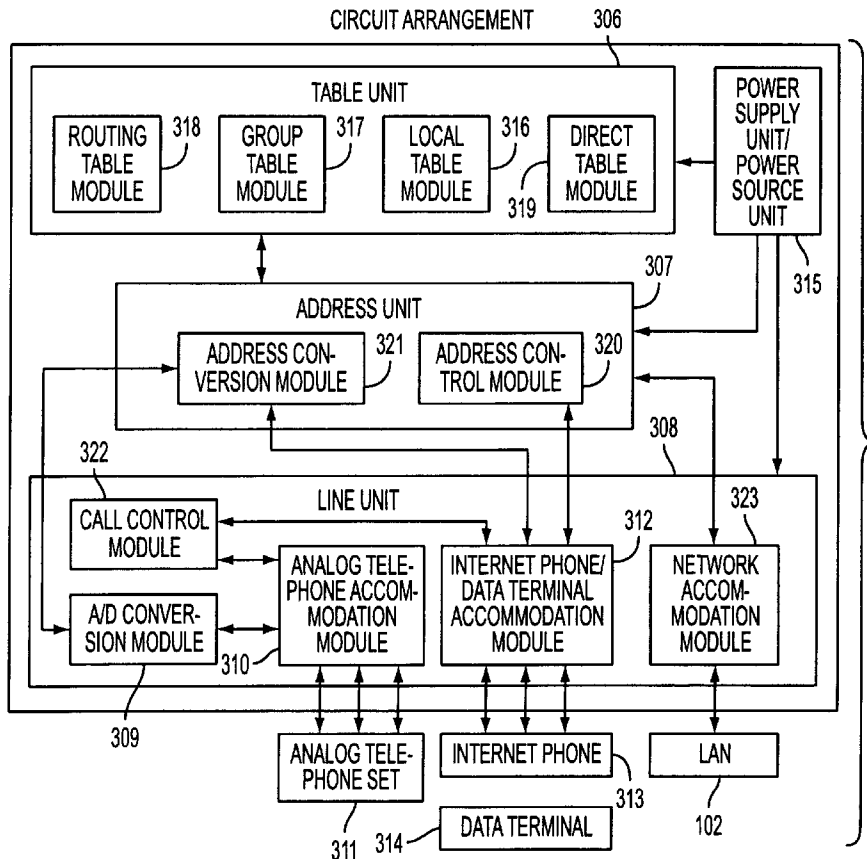 CIRCUIT ARRANGEMENT
306
TABLE UNIT
ROUTING
TABLE
MODULE
318
GROUP
TABLE
MODULE
317
LOCAL
TABLE
MODULE
316
DIRECT
TABLE
MODULE
319
POWER
SUPPLY
UNIT/
POWER
SOURCE
UNIT
315
307
ADDRESS UNIT
ADDRESS CON-
VERSION MODULE
321
ADDRESS CON-
TROL MODULE
320
308
322
LINE UNIT
CALL CONTROL
MODULE
312
323
ANALOG TELE-
PHONE ACCOM-
MODATION
MODULE
310
INTERNET PHONE/
DATA TERMINAL
ACCOMMODATION
MODULE
NETWORK
ACCOM-
MODATION
MODULE
A/D CONVER-
SION MODULE
309
ANALOG TELE-
PHONE SET
311
INTERNET PHONE
313
LAN
102
314
DATA TERMINAL